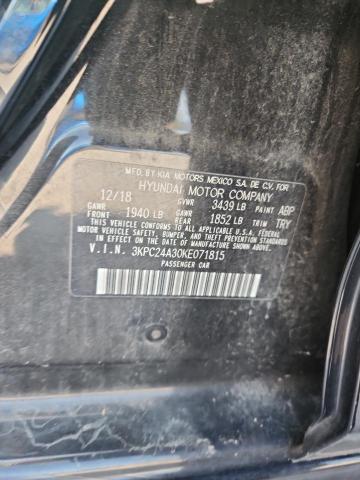 MFD. BY KIA MOTORS MEXICO S.A. DE C.V. FOR
HYUNDAI MOTOR COMPANY
12/18 GVWR 3439 LB PAINT ABP
GAWR FRONT 1940 LB GAWR REAR 1852 LB TRIM TRY
THIS VEHICLE CONFORMS TO ALL APPLICABLE FEDERAL
MOTOR VEHICLE SAFETY, BUMPER, AND THEFT PREVENTION
STANDARDS IN EFFECT ON THE DATE OF MANUFACTURE SHOWN ABOVE.
V.I.N. 3KPC24A30KE071815
PASSENGER CAR